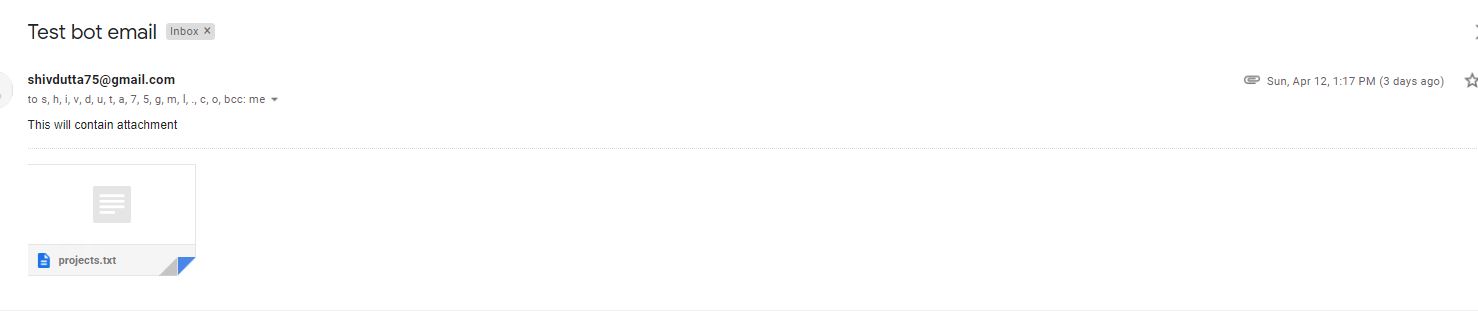 Test bot email Inbox ×
shivdutta75@gmail.com Sun, Apr 12, 1:17 PM (3 days ago)
to s, h, i, v, d, u, t, a, 7, 5, g, m, l, ., c, o, bcc: me
This will contain attachment
projects.txt